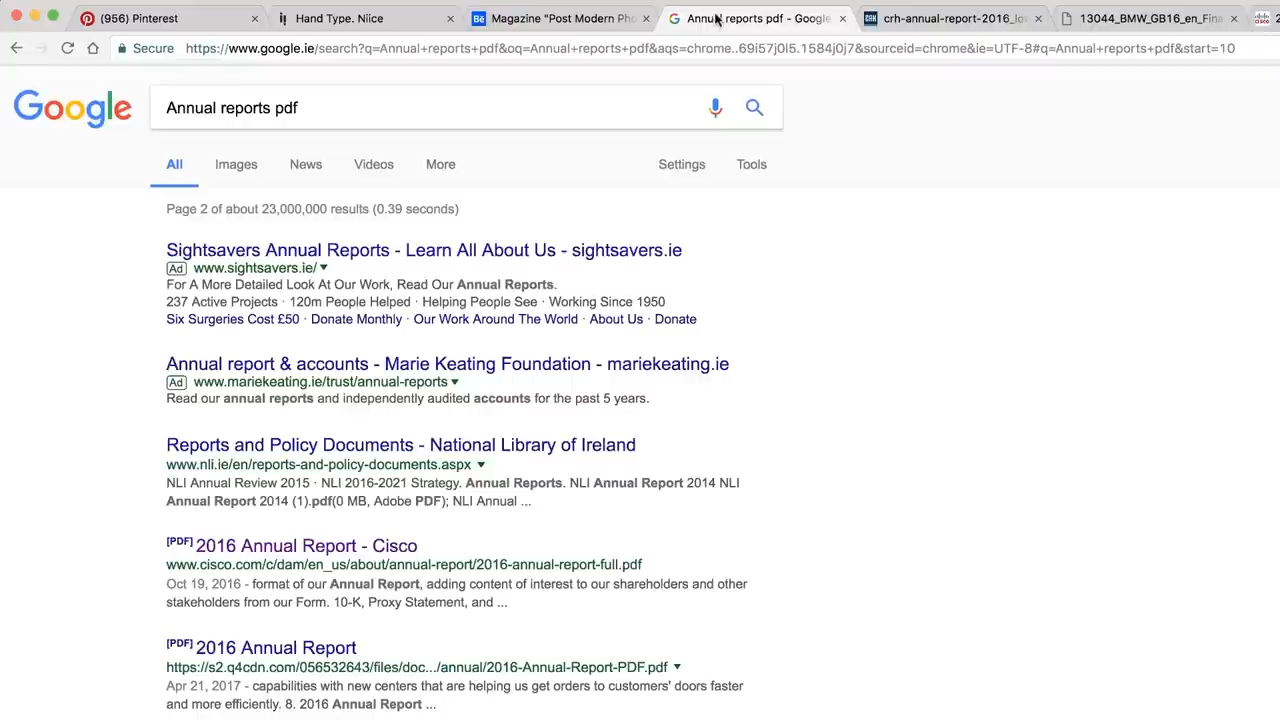 (956) Pinterest
Hand Type. Niice
Magazine "Post Modern Pho
Annual reports pdf - Google
crh-annual-report-2016_lo
13044_BMW_GB16_en_Fina
Secure https://www.google.ie/search?q=Annual+reports+pdf&oq=Annual+reports+pdf&aqs=chrome..69i57j0l5.1584j0j7&sourceid=chrome&ie=UTF-8#q=Annual+reports+pdf&start=10
Google
Annual reports pdf
All Images News Videos More Settings Tools
Page 2 of about 23,000,000 results (0.39 seconds)
Sightsavers Annual Reports - Learn All About Us - sightsavers.ie
Ad www.sightsavers.ie/
For A More Detailed Look At Our Work, Read Our Annual Reports.
237 Active Projects · 120m People Helped · Helping People See · Working Since 1950
Six Surgeries Cost £50 · Donate Monthly · Our Work Around The World · About Us · Donate
Annual report & accounts - Marie Keating Foundation - mariekeating.ie
Ad www.mariekeating.ie/trust/annual-reports
Read our annual reports and independently audited accounts for the past 5 years.
Reports and Policy Documents - National Library of Ireland
www.nli.ie/en/reports-and-policy-documents.aspx
NLI Annual Review 2015 · NLI 2016-2021 Strategy. Annual Reports. NLI Annual Report 2014 NLI
Annual Report 2014 (1).pdf(0 MB, Adobe PDF); NLI Annual ...
[PDF] 2016 Annual Report - Cisco
www.cisco.com/c/dam/en_us/about/annual-report/2016-annual-report-full.pdf
Oct 19, 2016 - format of our Annual Report, adding content of interest to our shareholders and other
stakeholders from our Form. 10-K, Proxy Statement, and ...
[PDF] 2016 Annual Report
https://s2.q4cdn.com/056532643/files/doc.../annual/2016-Annual-Report-PDF.pdf
Apr 21, 2017 - capabilities with new centers that are helping us get orders to customers' doors faster
and more efficiently. 8. 2016 Annual Report ...